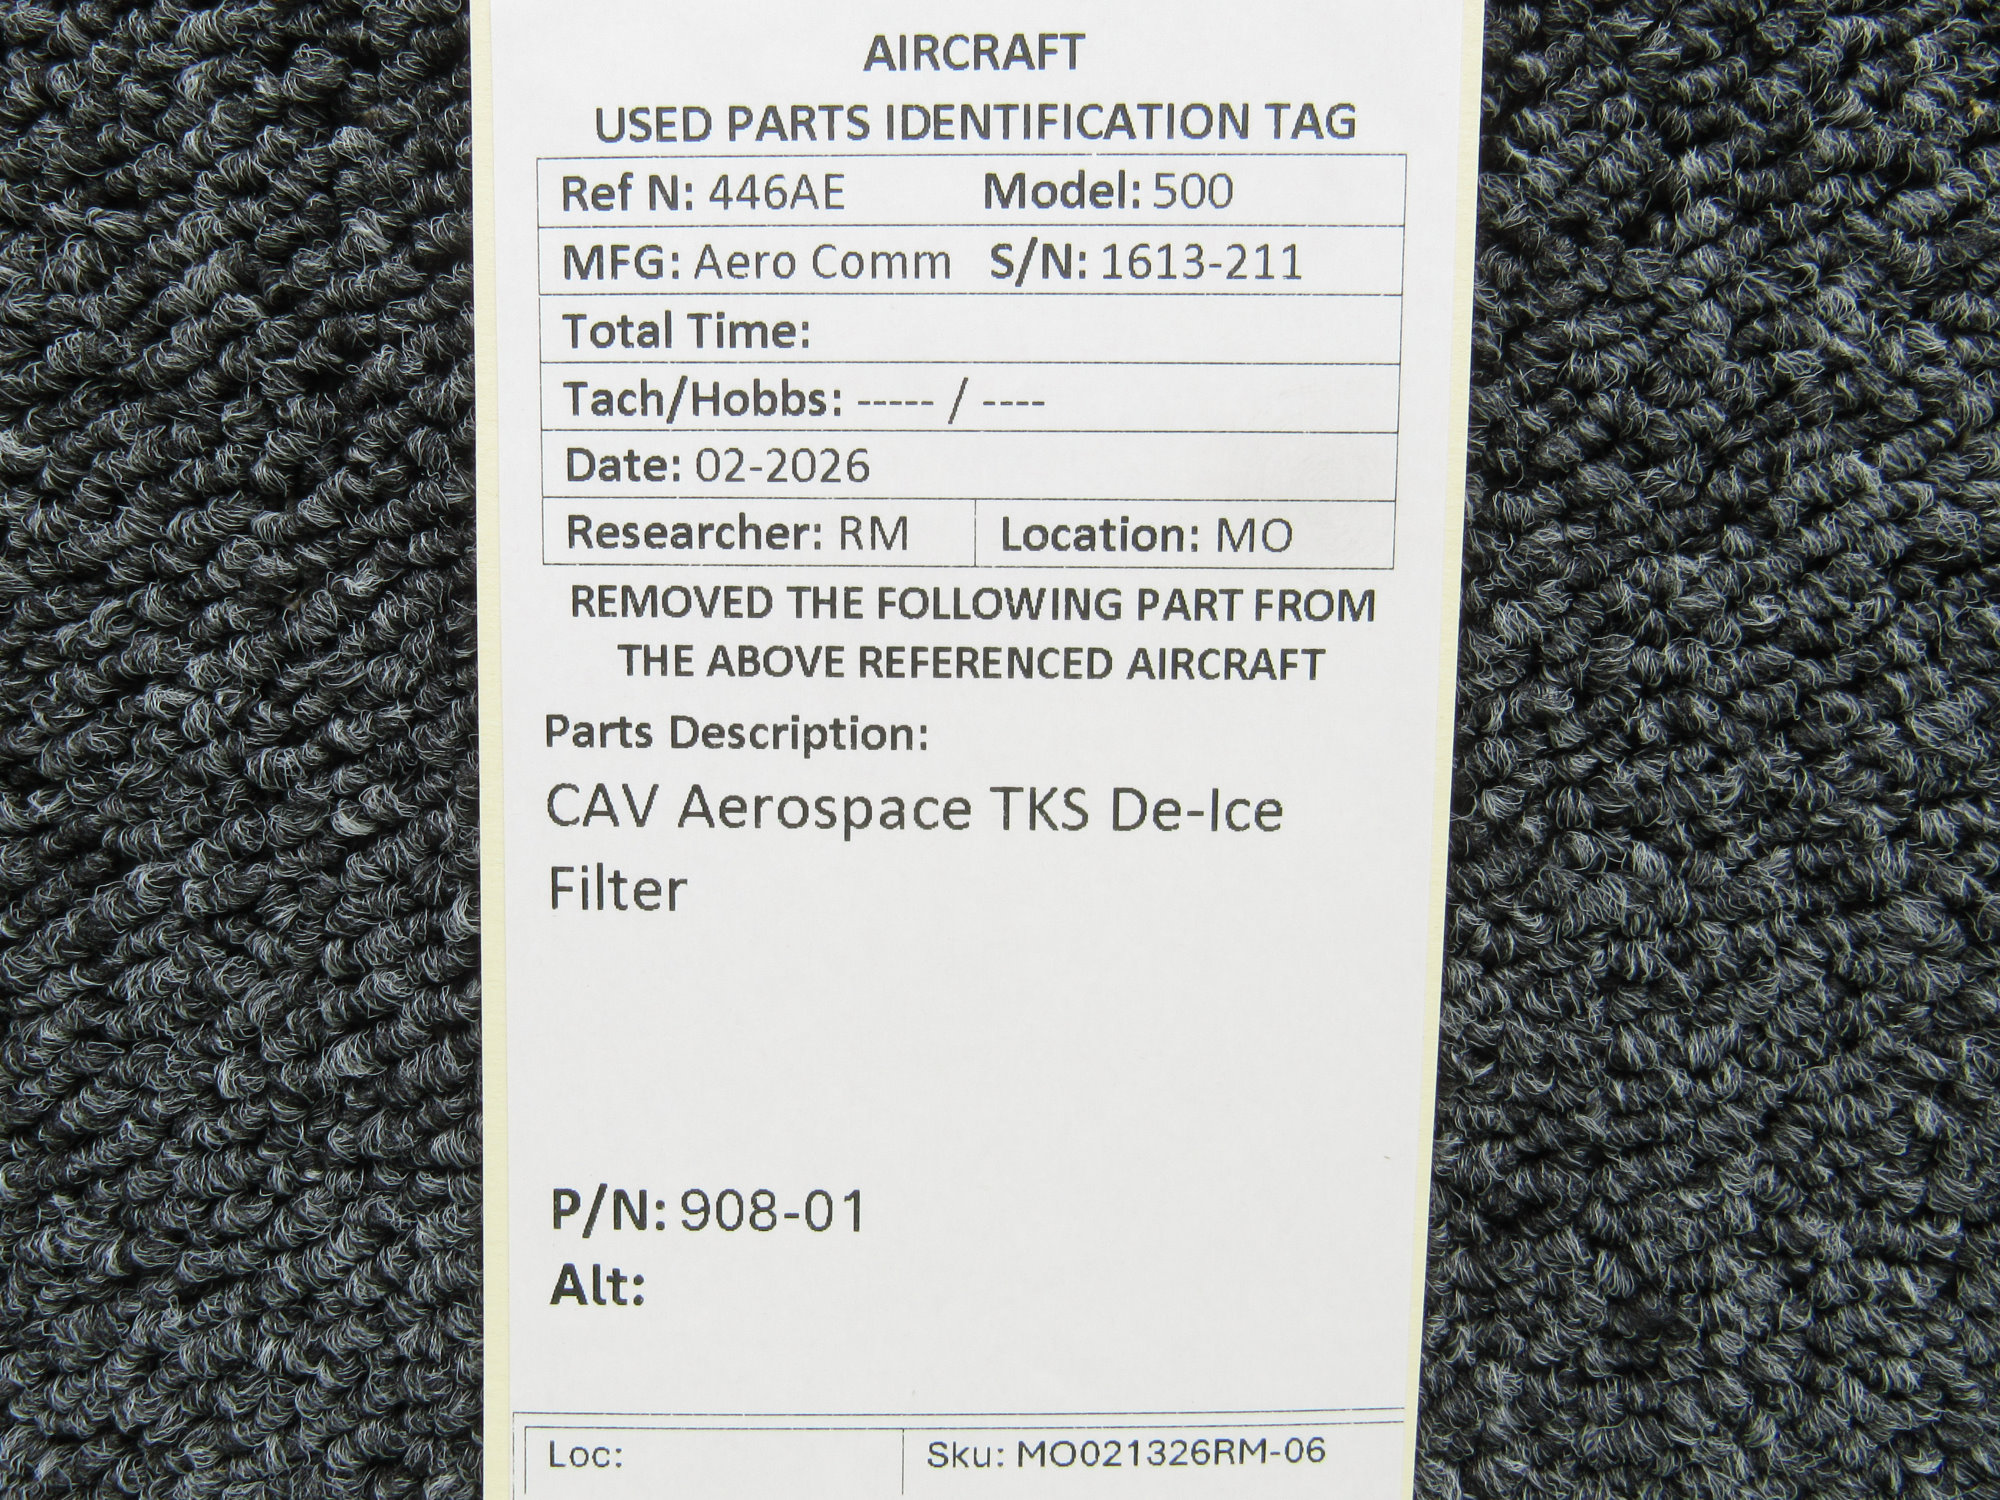 AIRCRAFT
USED PARTS IDENTIFICATION TAG
Ref N: 446AE Model: 500
MFG: Aero Comm S/N: 1613-211
Total Time:
Tach/Hobbs: ----- / ----
Date: 02-2026
Researcher: RM Location: MO
REMOVED THE FOLLOWING PART FROM
THE ABOVE REFERENCED AIRCRAFT
Parts Description:
CAV Aerospace TKS De-Ice
Filter
P/N: 908-01
Alt:
Loc: Sku: MO021326RM-06